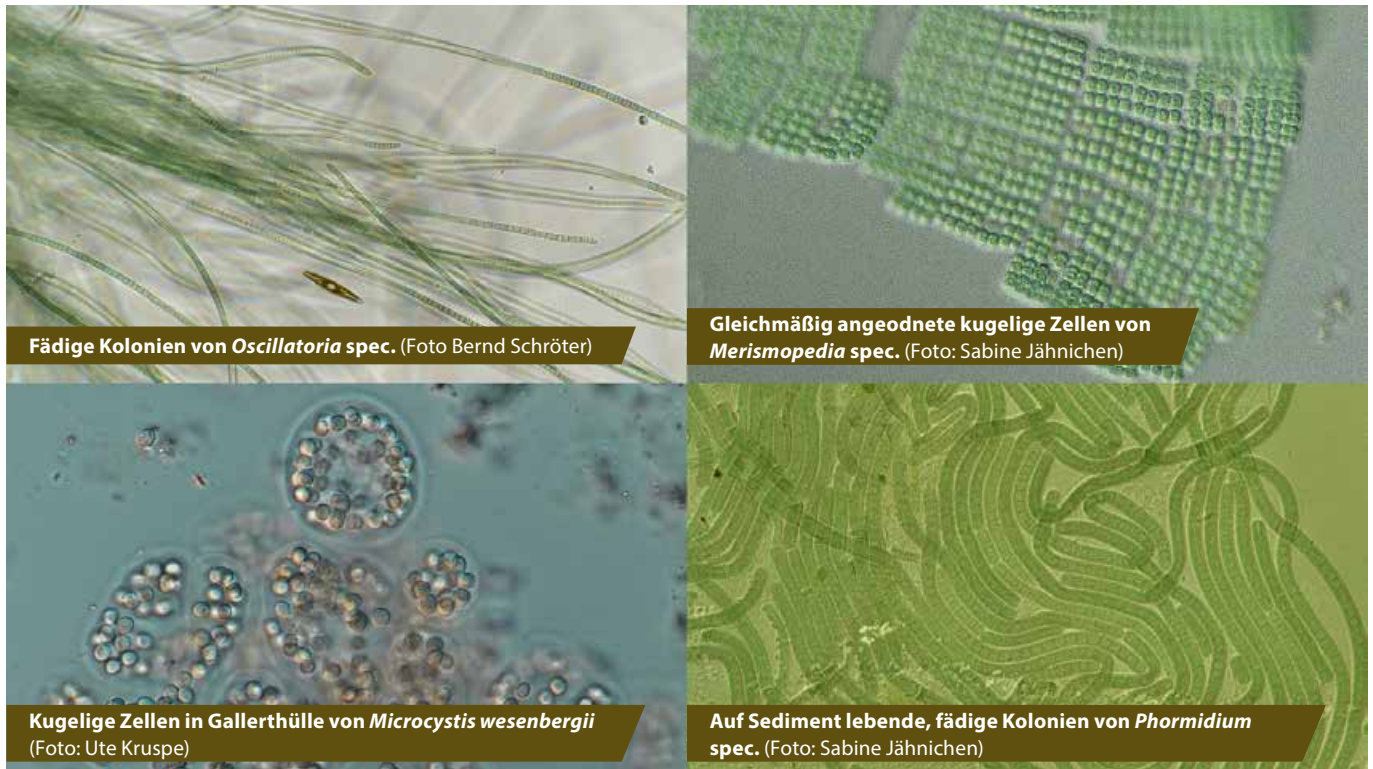 Fädige Kolonien von Oscillatoria spec. (Foto Bernd Schröter)
Gleichmäßig angeodnete kugelige Zellen von
Merismopedia spec. (Foto: Sabine Jähnichen)
Kugelige Zellen in Gallerthülle von Microcystis wesenbergii
(Foto: Ute Kruspe)
Auf Sediment lebende, fädige Kolonien von Phormidium
spec. (Foto: Sabine Jähnichen)